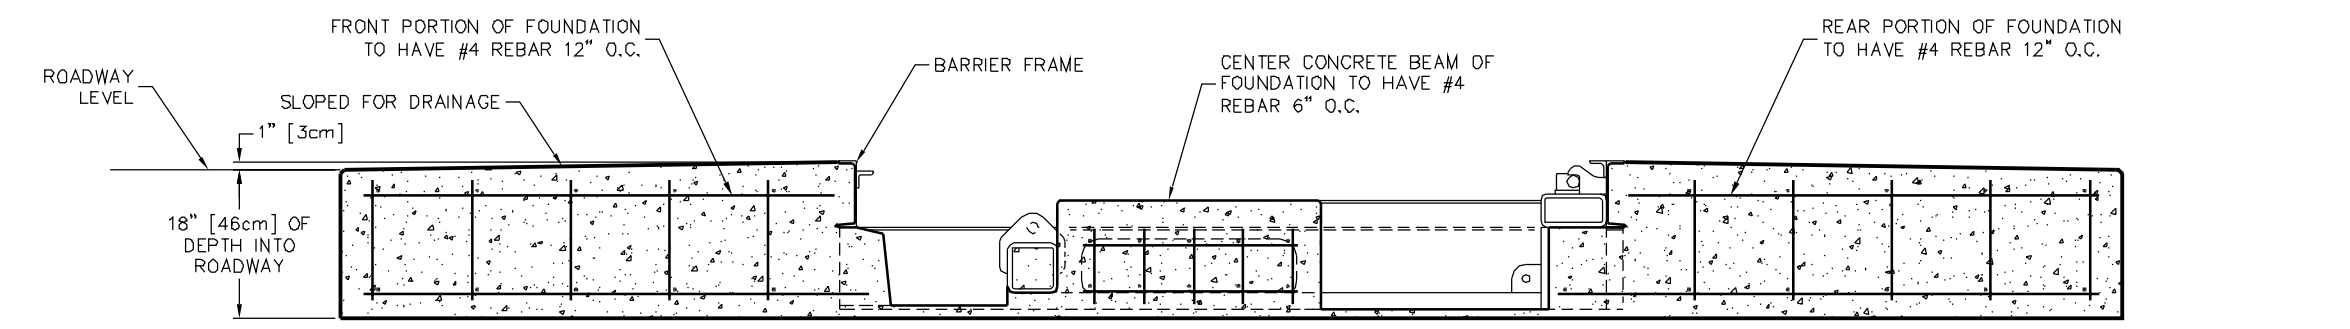 FRONT PORTION OF FOUNDATION
TO HAVE #4 REBAR 12" O.C.
REAR PORTION OF FOUNDATION
TO HAVE #4 REBAR 12" O.C.
CENTER CONCRETE BEAM OF
FOUNDATION TO HAVE #4
REBAR 6" O.C.
BARRIER FRAME
ROADWAY
LEVEL
SLOPED FOR DRAINAGE
1" [3cm]
18" [46cm] OF
DEPTH INTO
ROADWAY